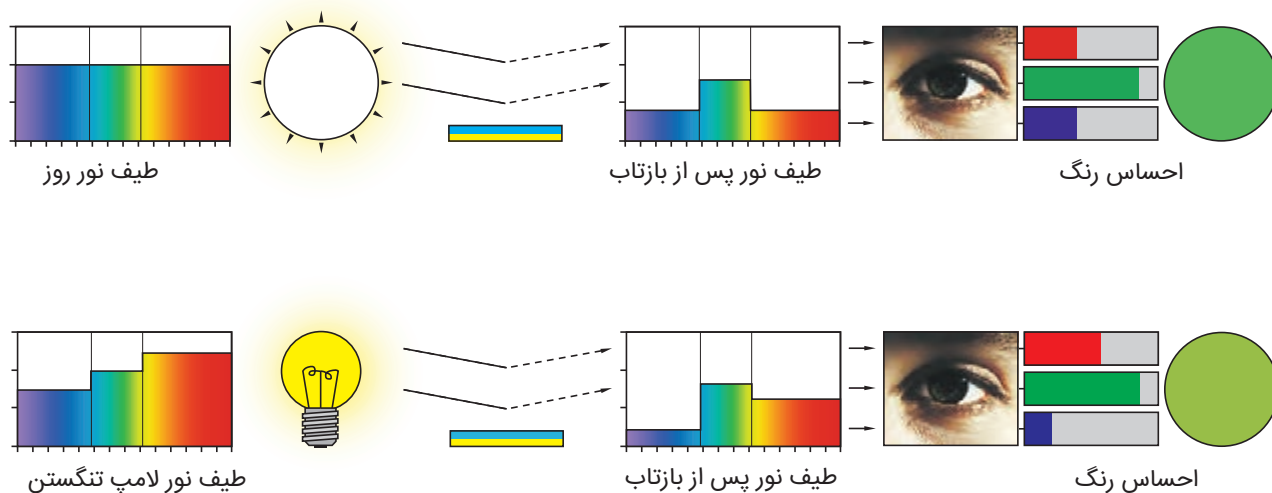 طیف نور روز
طیف نور پس از بازتاب
احساس رنگ
طیف نور لامپ تنگستن
طیف نور پس از بازتاب
احساس رنگ